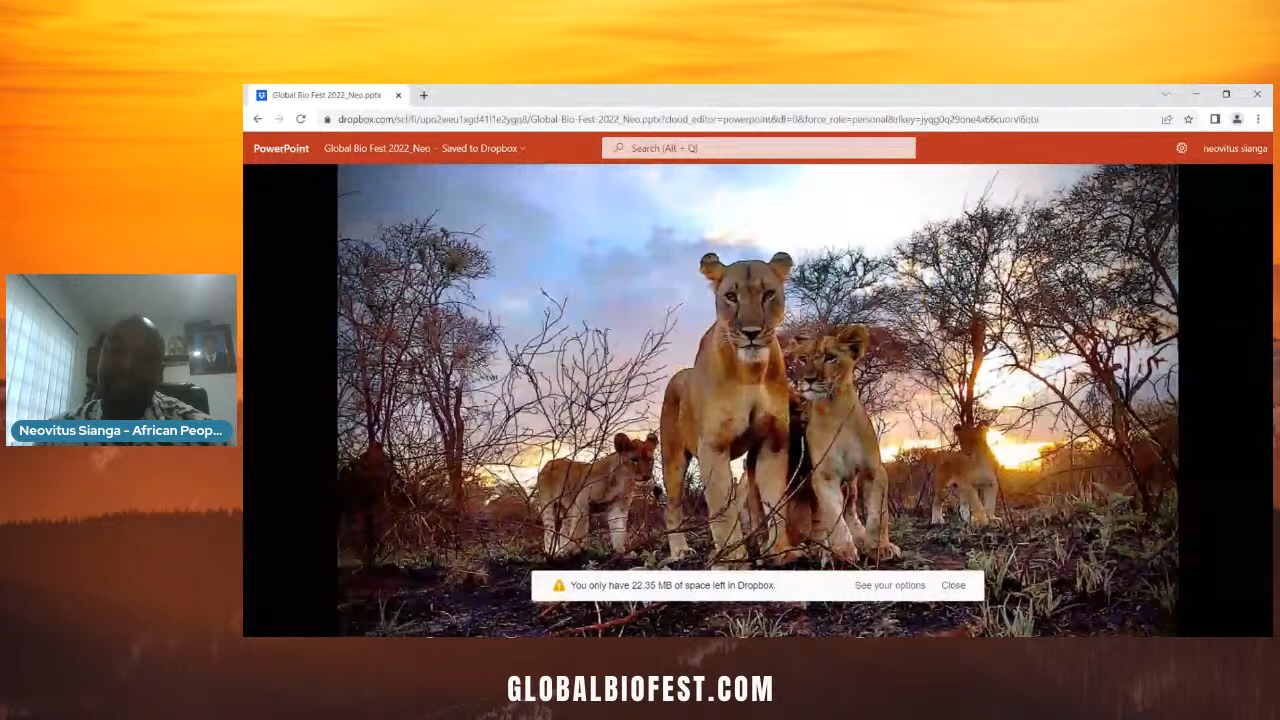 Global Bio Fest 2022_Neo.pptx
PowerPoint
Global Bio Fest 2022_Neo - Saved to Dropbox
Search (Alt + Q)
neovitus sianga
Neovitus Sianga - African Peop...
You only have 22.35 MB of space left in Dropbox.
See your options
Close
GLOBALBIOFEST.COM